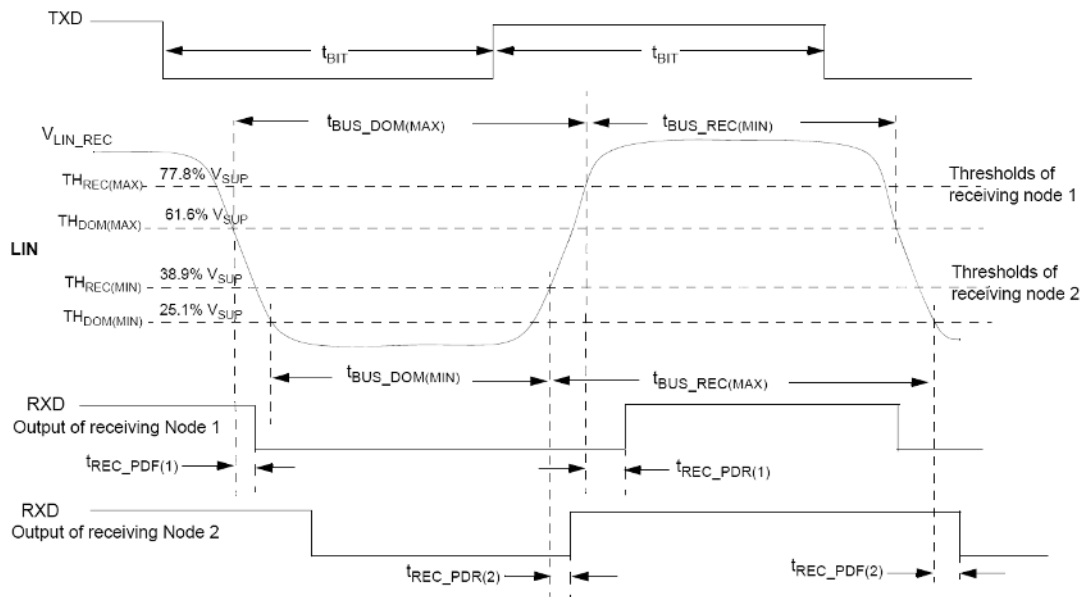 TXD
tBIT
tBIT
tBUS_DOM(MAX)
tBUS_REC(MIN)
VLIN_REC
THREC(MAX) 77.8% VSUP
Thresholds of
receiving node 1
THDOM(MAX) 61.6% VSUP
LIN
THREC(MIN) 38.9% VSUP
Thresholds of
receiving node 2
THDOM(MIN) 25.1% VSUP
tBUS_DOM(MIN)
tBUS_REC(MAX)
RXD
Output of receiving Node 1
tREC_PDF(1)
tREC_PDR(1)
RXD
Output of receiving Node 2
tREC_PDR(2)
tREC_PDF(2)